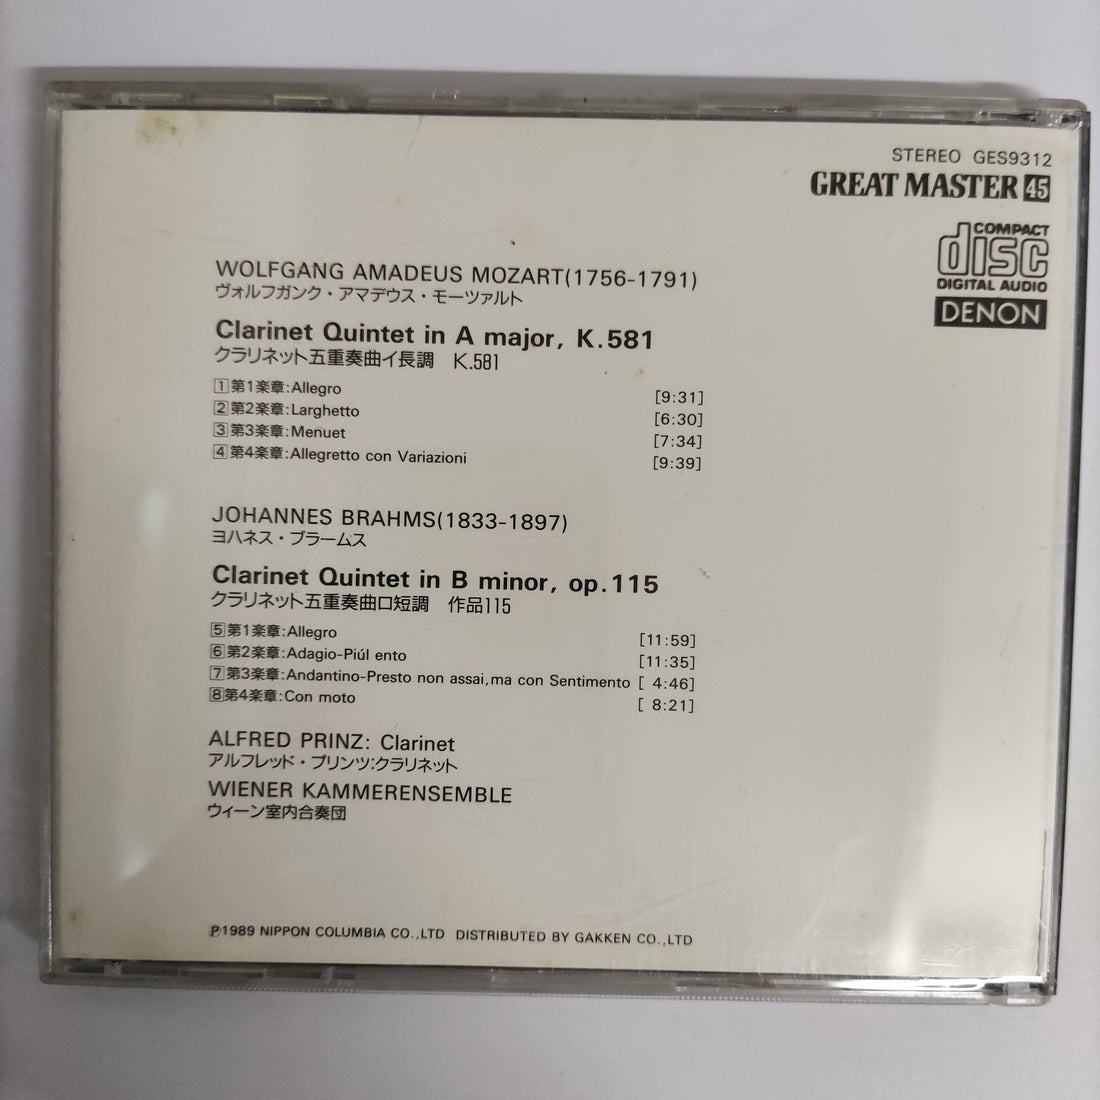 STEREO GES9312
GREAT MASTER 45
COMPACT
disc
DIGITAL AUDIO
DENON
WOLFGANG AMADEUS MOZART(1756-1791)
ヴォルフガンク・アマデウス・モーツァルト
Clarinet Quintet in A major, K.581
クラリネット五重奏曲イ長調 K.581
1 第1楽章:Allegro [9:31]
2 第2楽章:Larghetto [6:30]
3 第3楽章:Menuet [7:34]
4 第4楽章:Allegretto con Variazioni [9:39]
JOHANNES BRAHMS(1833-1897)
ヨハネス・ブラームス
Clarinet Quintet in B minor, op.115
クラリネット五重奏曲ロ短調 作品115
5 第1楽章:Allegro [11:59]
6 第2楽章:Adagio-Piúl ento [11:35]
7 第3楽章:Andantino-Presto non assai,ma con Sentimento [ 4:46]
8 第4楽章:Con moto [ 8:21]
ALFRED PRINZ: Clarinet
アルフレッド・プリンツ:クラリネット
WIENER KAMMERENSEMBLE
ウィーン室内合奏団
℗1989 NIPPON COLUMBIA CO.,LTD DISTRIBUTED BY GAKKEN CO.,LTD